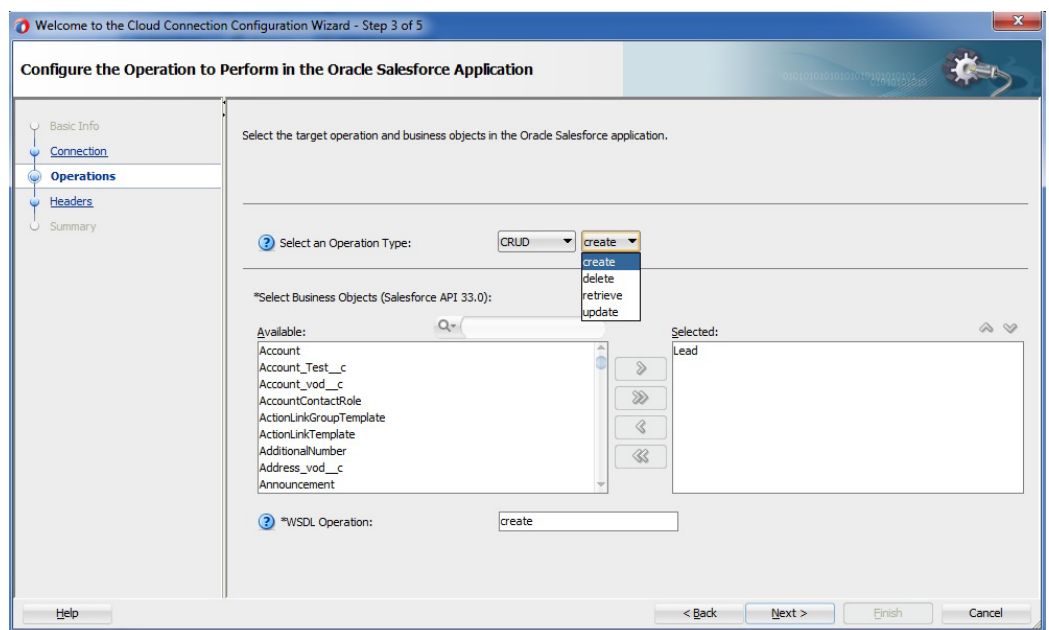 Welcome to the Cloud Connection Configuration Wizard - Step 3 of 5
Configure the Operation to Perform in the Oracle Salesforce Application
Basic Info
Connection
Operations
Headers
Summary
Select the target operation and business objects in the Oracle Salesforce application.
Select an Operation Type: CRUD create
create
delete
retrieve
update
*Select Business Objects (Salesforce API 33.0):
Available:
Account
Account_Test__c
Account_vod__c
AccountContactRole
ActionLinkGroupTemplate
ActionLinkTemplate
AdditionalNumber
Address_vod__c
Announcement
Selected:
Lead
*WSDL Operation: create
Help < Back Next > Finish Cancel